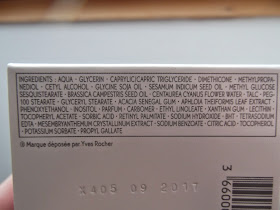 INGREDIENTS : AQUA - GLYCERIN - CAPRYLIC/CAPRIC TRIGLYCERIDE - DIMETHICONE - METHYLPROPA-
NEDIOL - CETYL ALCOHOL - GLYCINE SOJA OIL - SESAMUM INDICUM SEED OIL - METHYL GLUCOSE
SESQUISTEARATE - BRASSICA CAMPESTRIS SEED OIL - CENTAUREA CYANUS FLOWER WATER - TALC - PEG-
100 STEARATE - GLYCERYL STEARATE - ACACIA SENEGAL GUM - APHLOIA THEIFORMIS LEAF EXTRACT -
PHENOXYETHANOL - INOSITOL - PARFUM - CARBOMER - ETHYL LINOLEATE - XANTHAN GUM - LECITHIN -
TOCOPHERYL ACETATE - SORBIC ACID - RETINYL PALMITATE - SODIUM HYDROXIDE - BHT - TETRASODIUM
EDTA - MESEMBRYANTHEMUM CRYSTALLINUM EXTRACT - SODIUM BENZOATE - CITRIC ACID - TOCOPHEROL
- POTASSIUM SORBATE - PROPYL GALLATE
® Marque déposée par Yves Rocher
X405 09 2017
3 6600